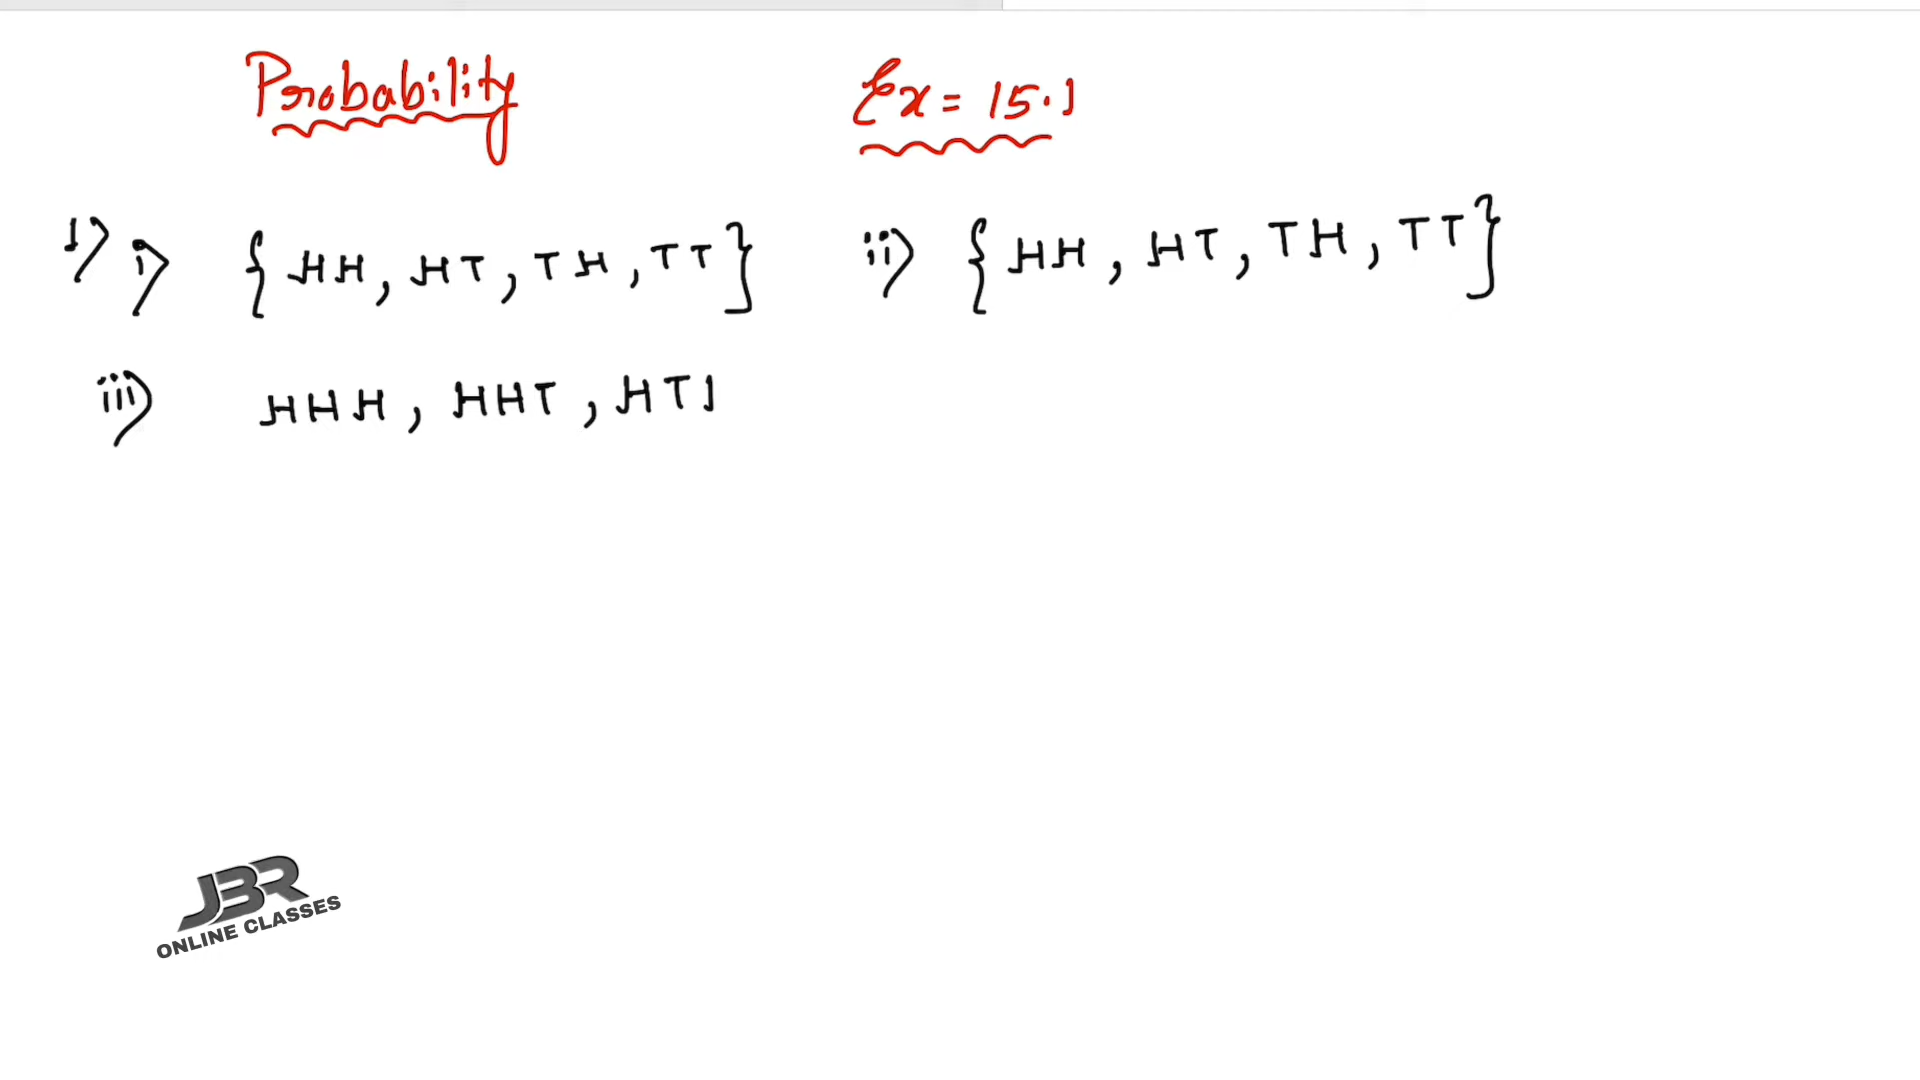 Probability Ex = 15.1
1) i) {HH, HT, TH, TT} ii) {HH, HT, TH, TT}
iii) HHH, HHT, HT
JBR
ONLINE CLASSES